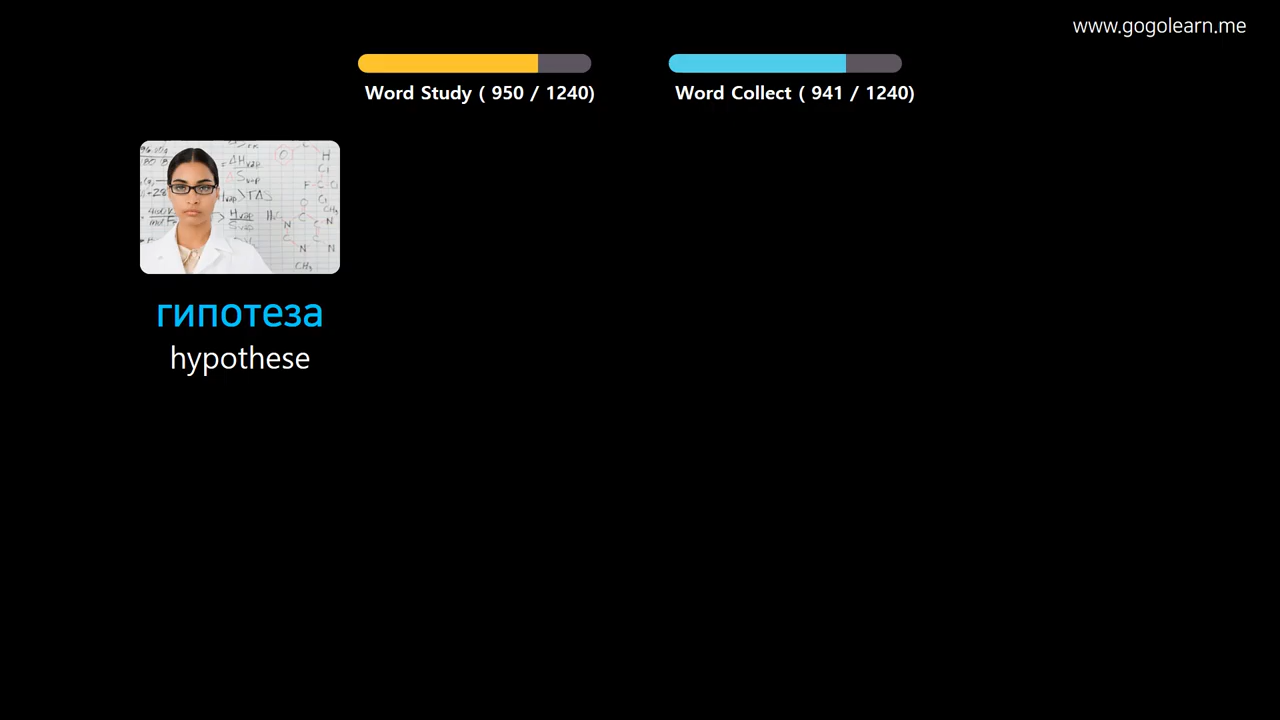 www.gogolearn.me
Word Study ( 950 / 1240)
Word Collect ( 941 / 1240)
гипотеза
hypothese